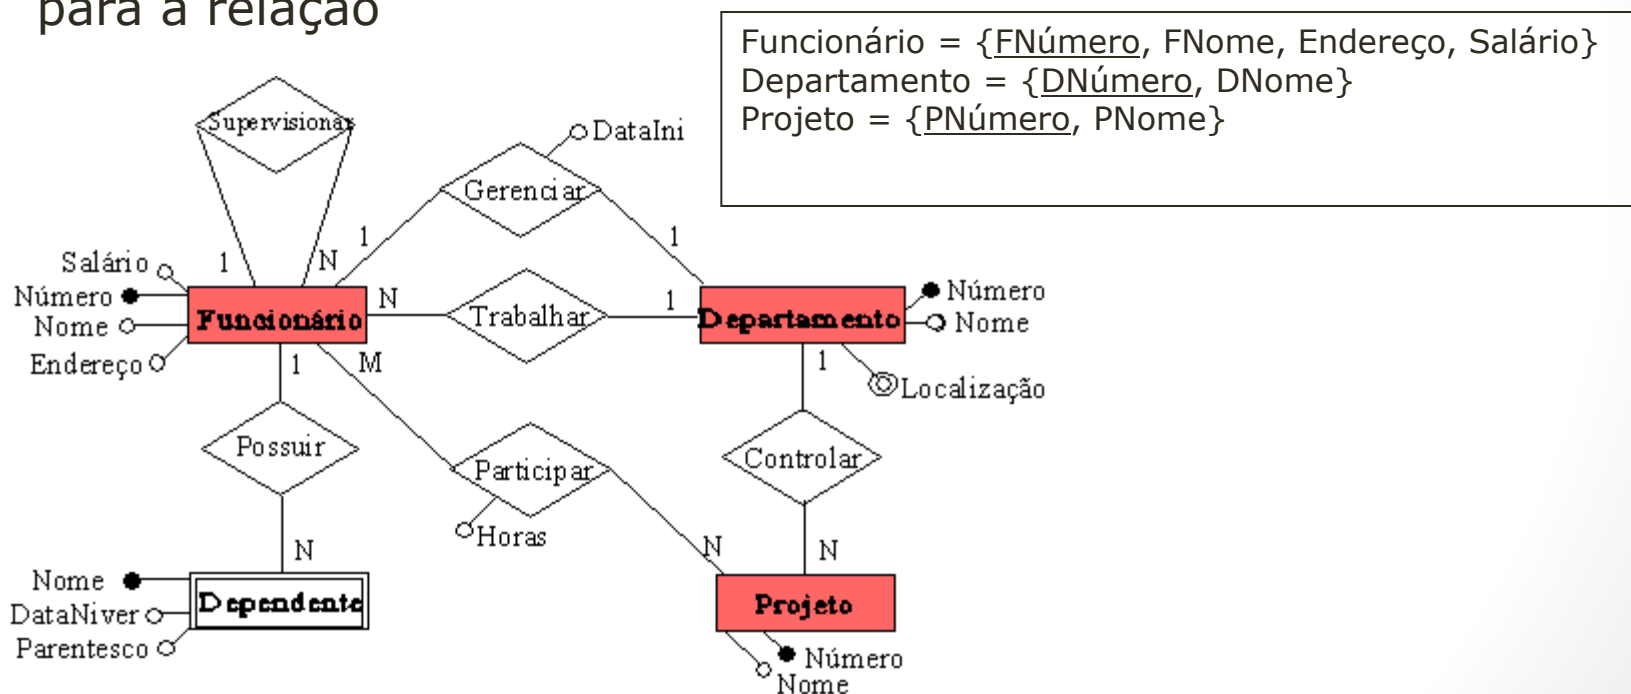 para a relação
Funcionário = {FNúmero, FNome, Endereço, Salário}
Departamento = {DNúmero, DNome}
Projeto = {PNúmero, PNome}
Supervisionar
DataIni
Gerenciar
1
1
Salário
1
N
Número
Nome
Endereço
Funcionário
N
Trabalhar
1
Departamento
Número
Nome
Localização
1
M
1
Possuir
Participar
Horas
Controlar
N
N
N
Nome
DataNiver
Parentesco
Dependente
Projeto
Número
Nome